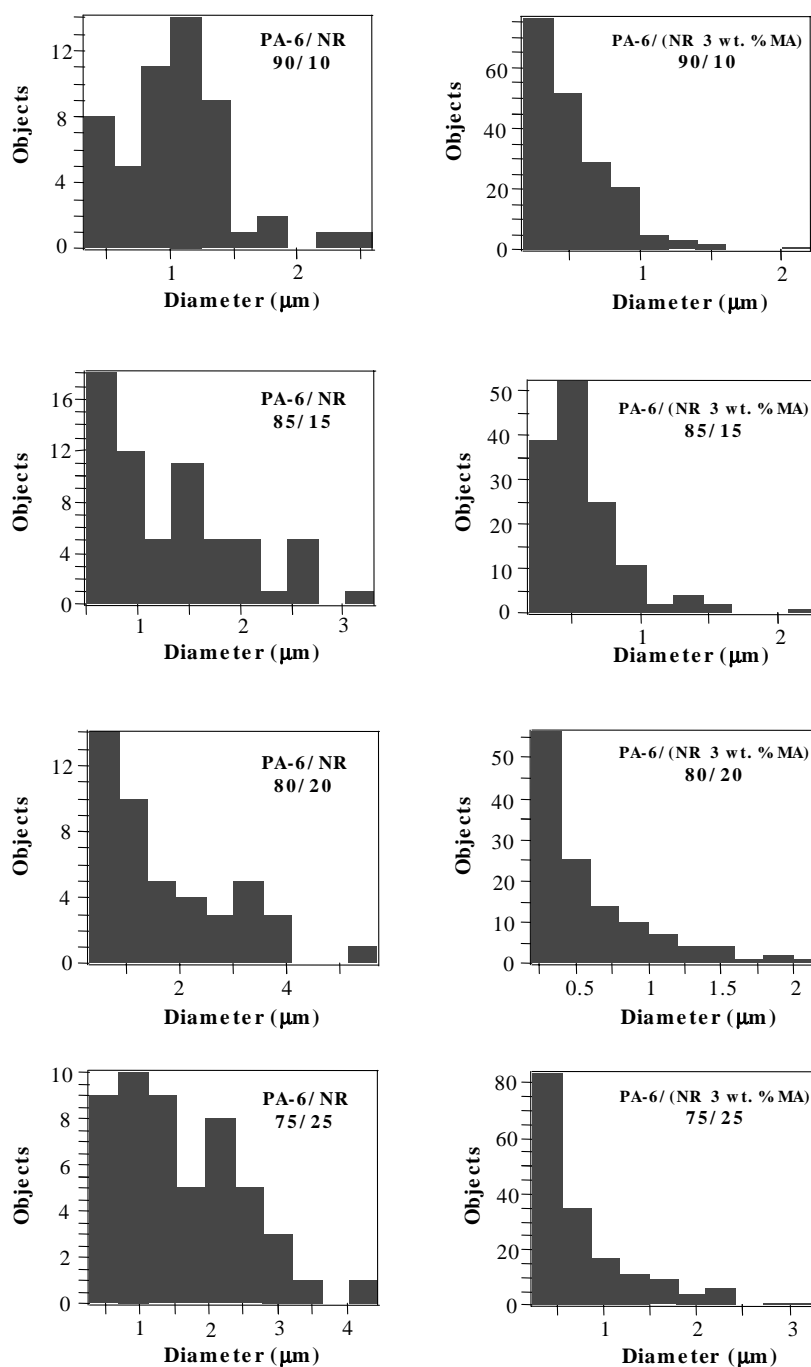 PA-6/NR
90/10
Objects
12
8
4
0
1
2
Diameter (µm)
PA-6/(NR 3 wt. %MA)
90/10
Objects
60
40
20
0
1
2
Diameter (µm)
PA-6/NR
85/15
Objects
16
12
8
4
0
1
2
3
Diameter (µm)
PA-6/(NR 3 wt. %MA)
85/15
Objects
50
40
30
20
10
0
1
2
Diameter (µm)
PA-6/NR
80/20
Objects
12
8
4
0
2
4
Diameter (µm)
PA-6/(NR 3 wt. %MA)
80/20
Objects
50
40
30
20
10
0
0.5
1
1.5
2
Diameter (µm)
PA-6/NR
75/25
Objects
10
8
6
4
2
0
1
2
3
4
Diameter (µm)
PA-6/(NR 3 wt. %MA)
75/25
Objects
80
60
40
20
0
1
2
3
Diameter (µm)